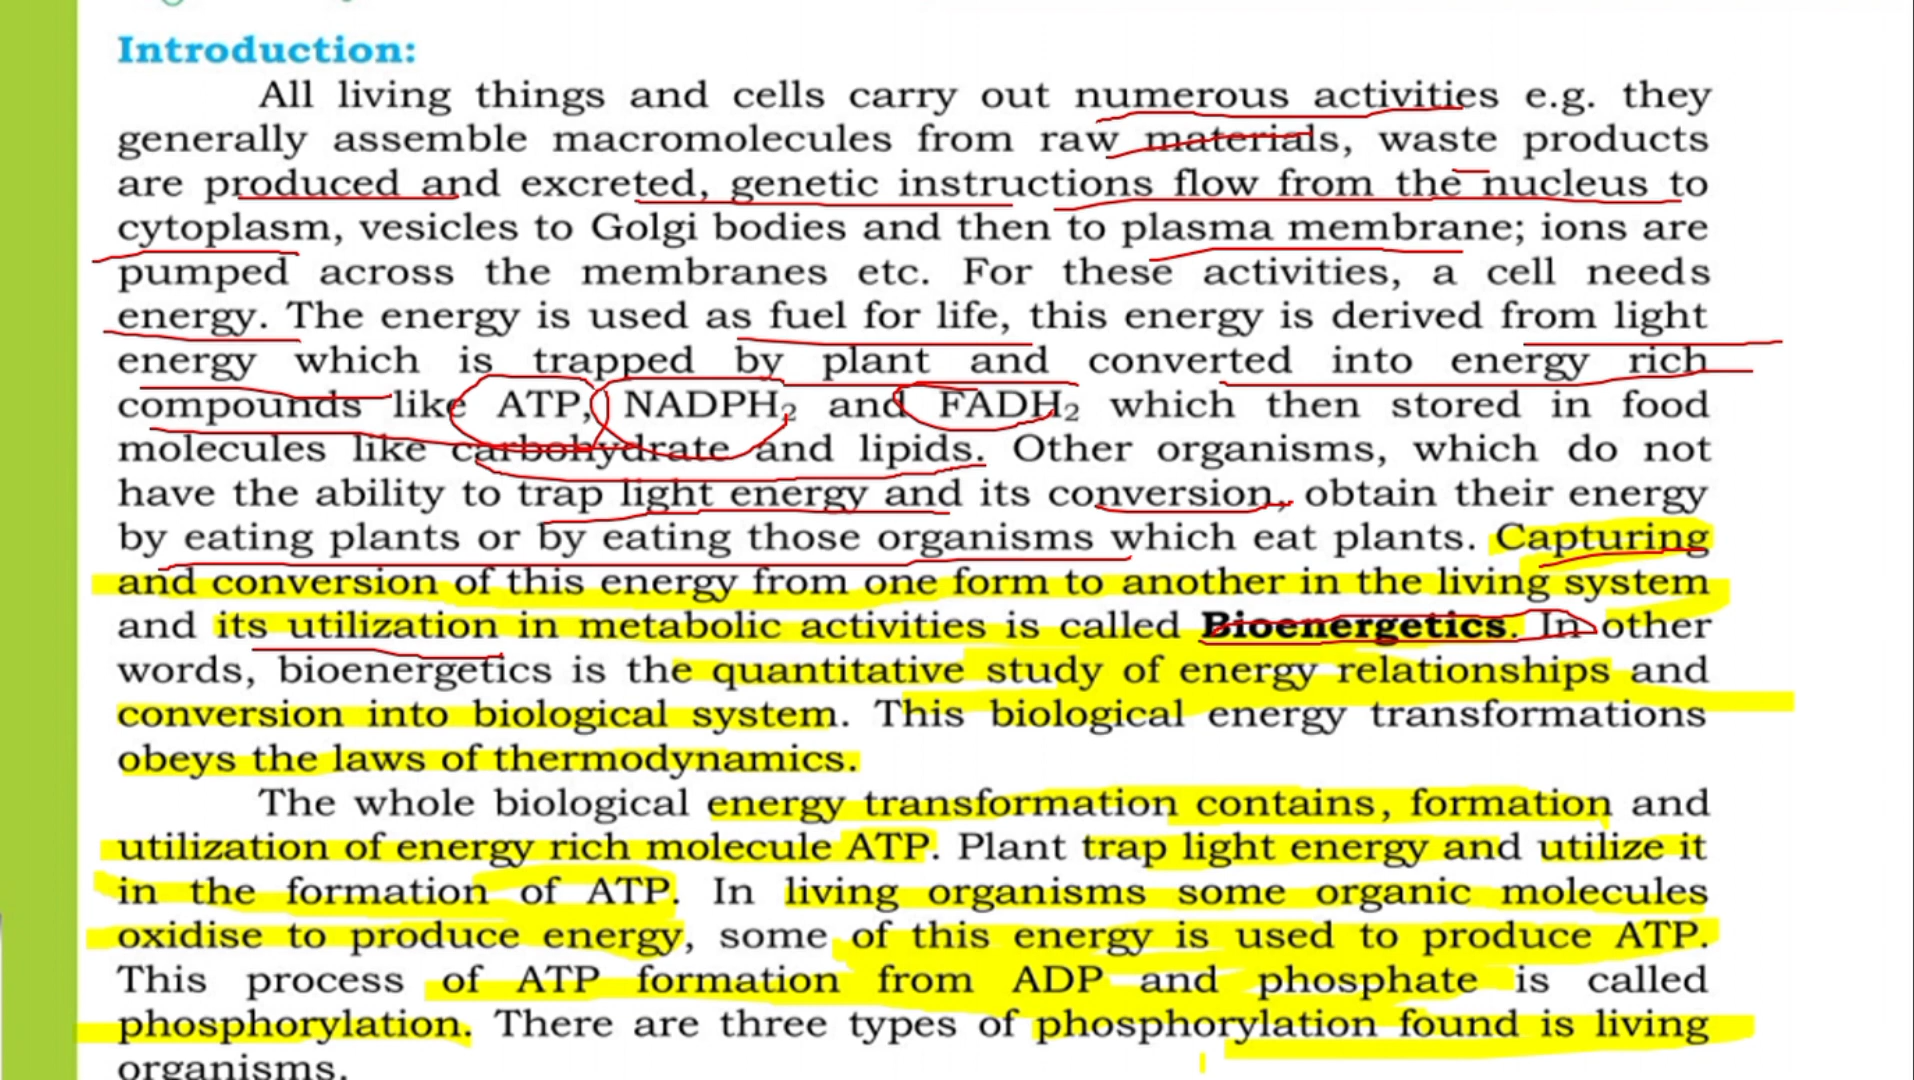 Introduction:
All living things and cells carry out numerous activities e.g. they
generally assemble macromolecules from raw materials, waste products
are produced and excreted, genetic instructions flow from the nucleus to
cytoplasm, vesicles to Golgi bodies and then to plasma membrane; ions are
pumped across the membranes etc. For these activities, a cell needs
energy. The energy is used as fuel for life, this energy is derived from light
energy which is trapped by plant and converted into energy rich
compounds like ATP, NADPH₂ and FADH₂ which then stored in food
molecules like carbohydrate and lipids. Other organisms, which do not
have the ability to trap light energy and its conversion, obtain their energy
by eating plants or by eating those organisms which eat plants. Capturing
and conversion of this energy from one form to another in the living system
and its utilization in metabolic activities is called Bioenergetics. In other
words, bioenergetics is the quantitative study of energy relationships and
conversion into biological system. This biological energy transformations
obeys the laws of thermodynamics.
The whole biological energy transformation contains, formation and
utilization of energy rich molecule ATP. Plant trap light energy and utilize it
in the formation of ATP. In living organisms some organic molecules
oxidise to produce energy, some of this energy is used to produce ATP.
This process of ATP formation from ADP and phosphate is called
phosphorylation. There are three types of phosphorylation found is living
organisms.